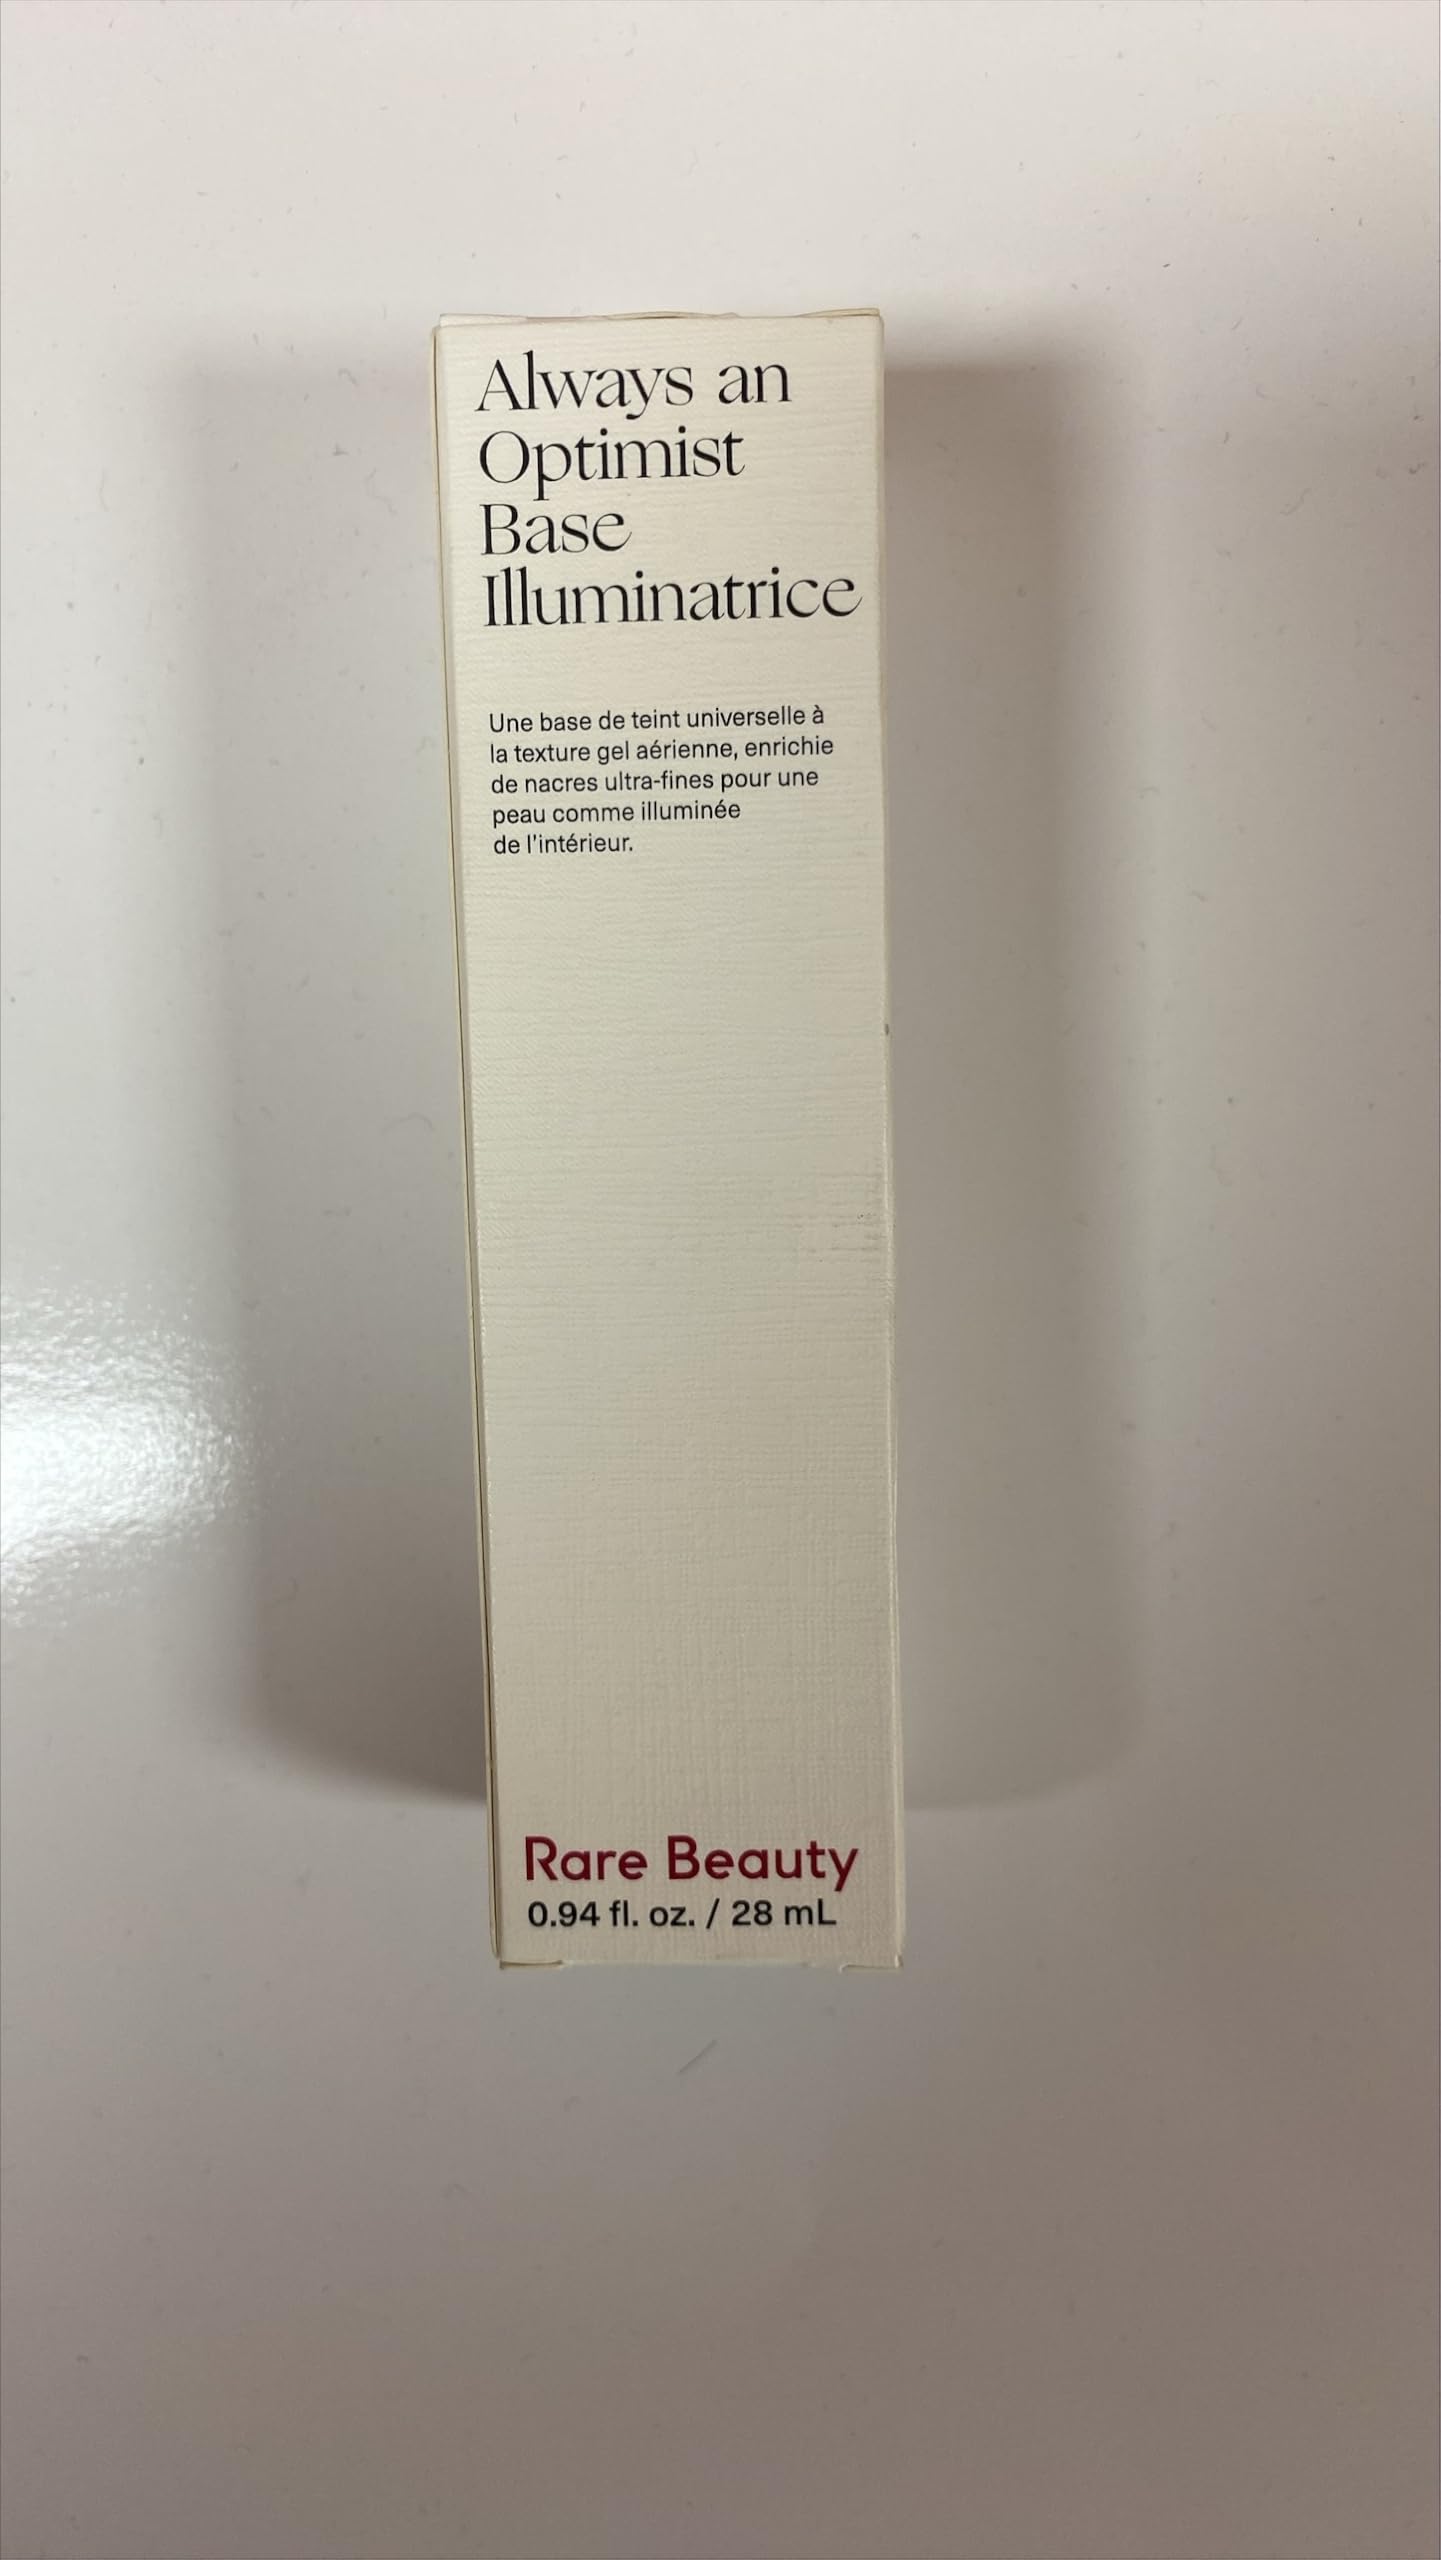 Always an
Optimist
Base
Illuminatrice
Une base de teint universelle à
la texture gel aérienne, enrichie
de nacres ultra-fines pour une
peau comme illuminée
de l'intérieur.
Rare Beauty
0.94 fl. oz. / 28 mL